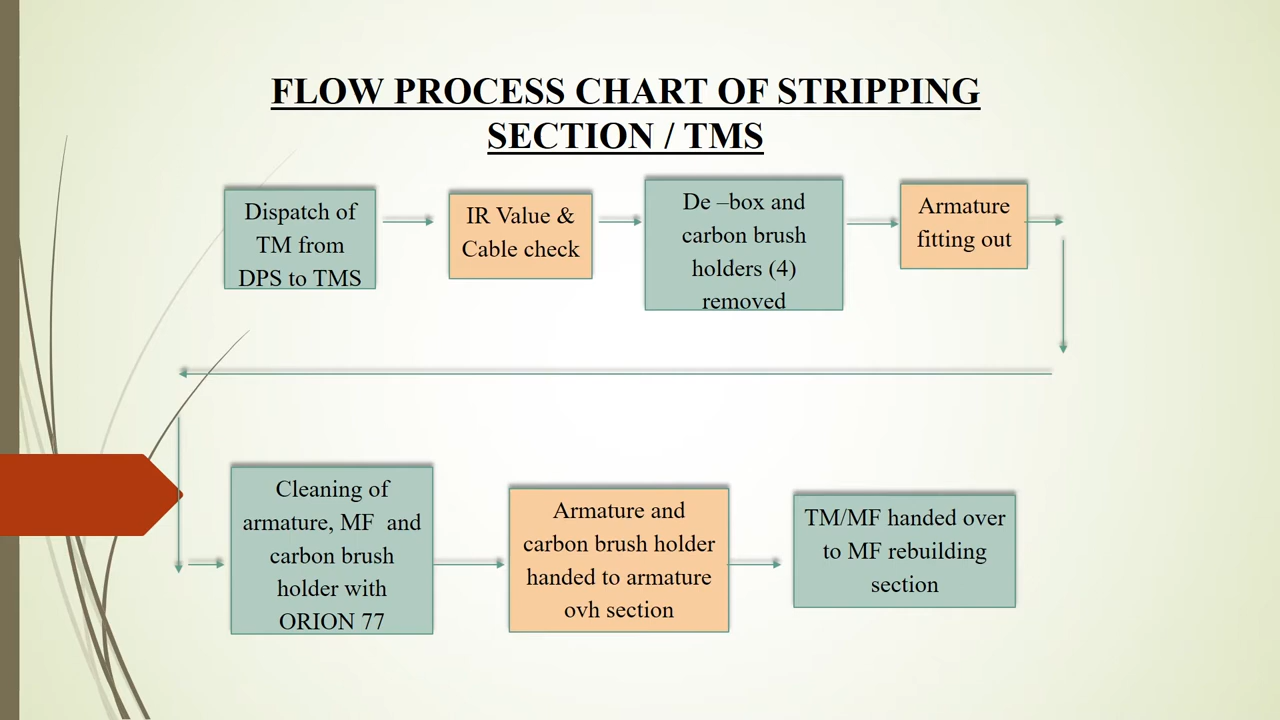 FLOW PROCESS CHART OF STRIPPING
SECTION / TMS
Dispatch of
TM from
DPS to TMS
IR Value &
Cable check
De –box and
carbon brush
holders (4)
removed
Armature
fitting out
Cleaning of
armature, MF  and
carbon brush
holder with
ORION 77
Armature and
carbon brush holder
handed to armature
ovh section
TM/MF handed over
to MF rebuilding
section